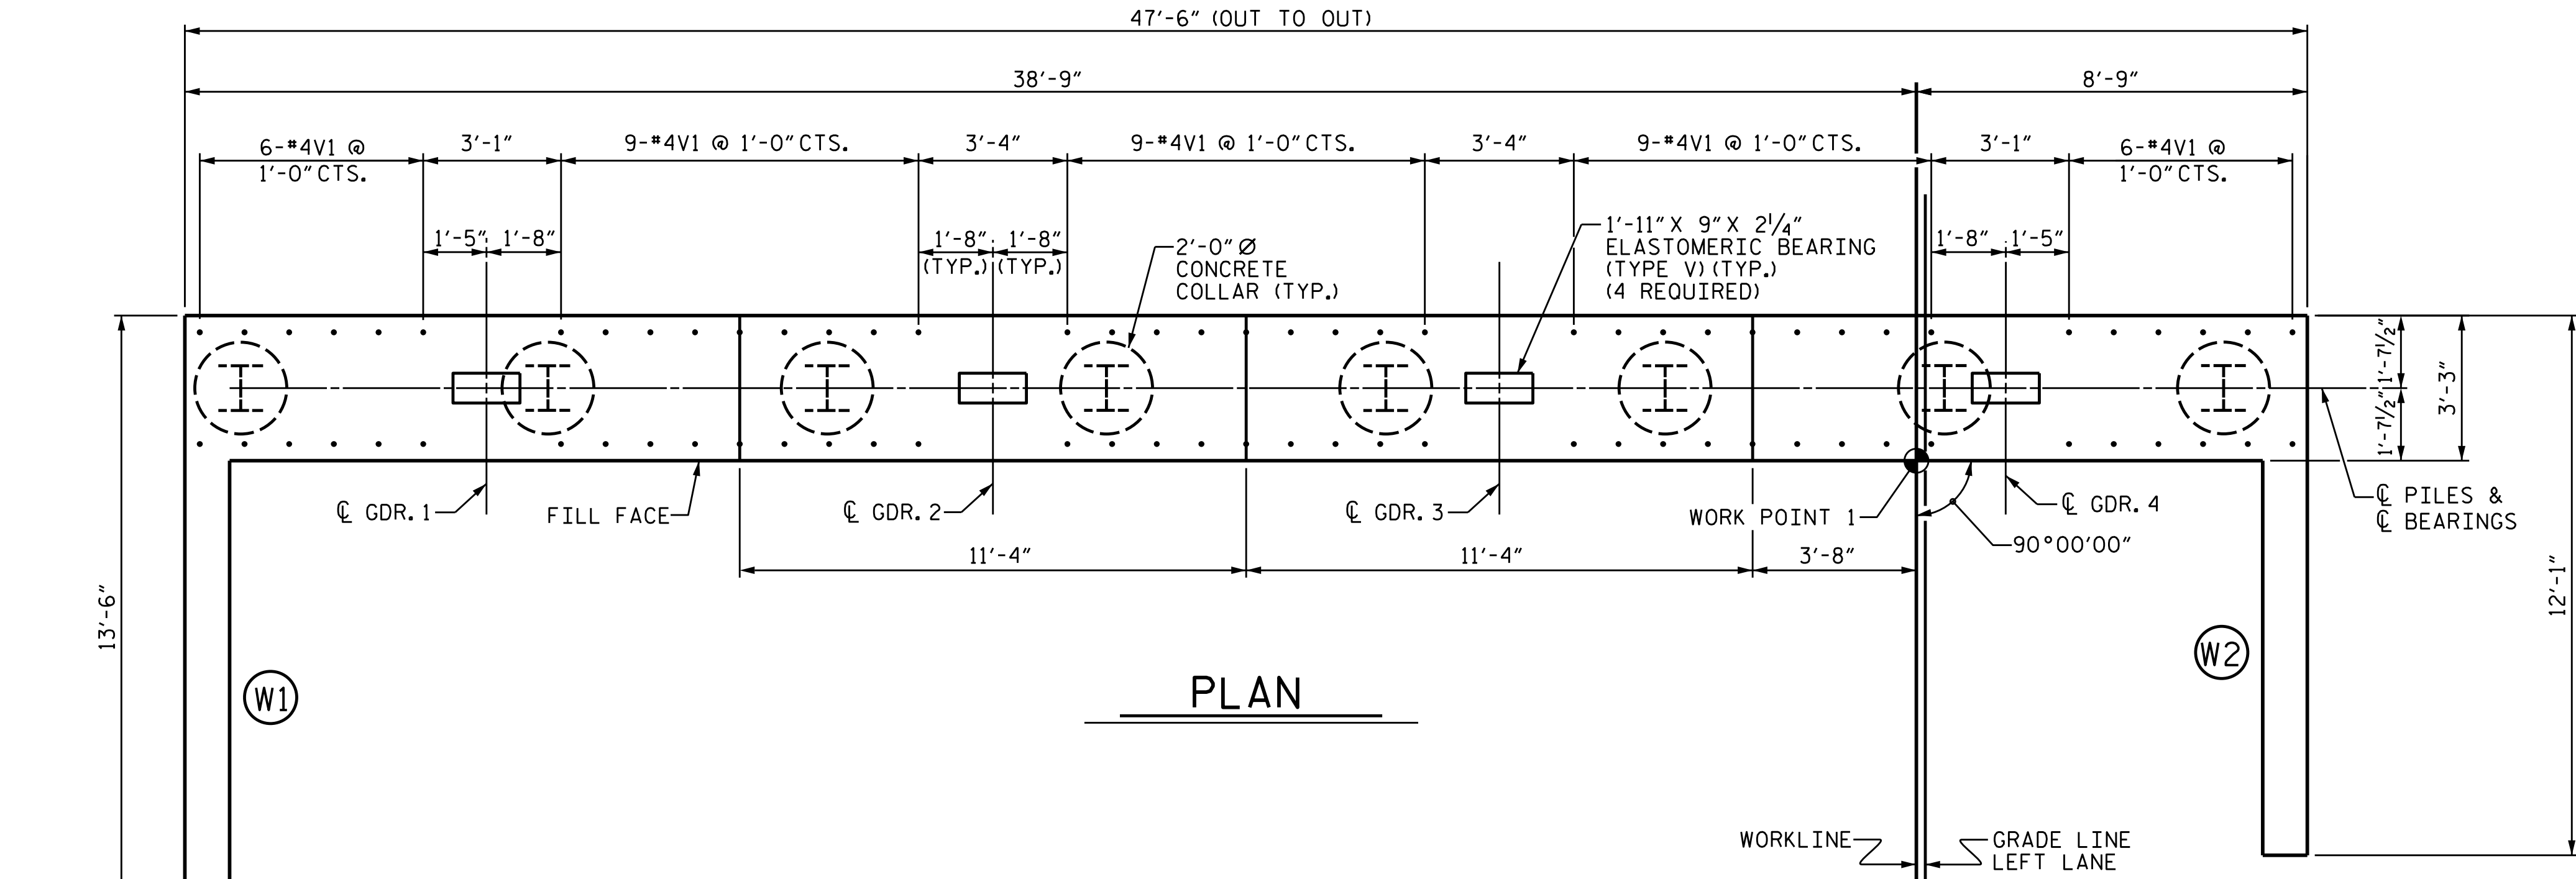 47'-6" (OUT TO OUT)
38'-9"
8'-9"
6-#4V1 @
1'-0" CTS.
3'-1"
9-#4V1 @ 1'-0" CTS.
3'-4"
9-#4V1 @ 1'-0" CTS.
3'-4"
9-#4V1 @ 1'-0" CTS.
3'-1"
6-#4V1 @
1'-0" CTS.
1'-5"
1'-8"
1'-8"
(TYP.)
1'-8"
(TYP.)
2'-0" Ø
CONCRETE
COLLAR (TYP.)
1'-11" X 9" X 2¼"
ELASTOMERIC BEARING
(TYPE V) (TYP.)
(4 REQUIRED)
1'-8"
1'-5"
1'-7½"
1'-7½"
3'-3"
℄ GDR. 1
FILL FACE
℄ GDR. 2
℄ GDR. 3
WORK POINT 1
℄ GDR. 4
90°00'00"
℄ PILES &
℄ BEARINGS
11'-4"
11'-4"
3'-8"
13'-6"
12'-1"
W1
W2
PLAN
WORKLINE
GRADE LINE
LEFT LANE